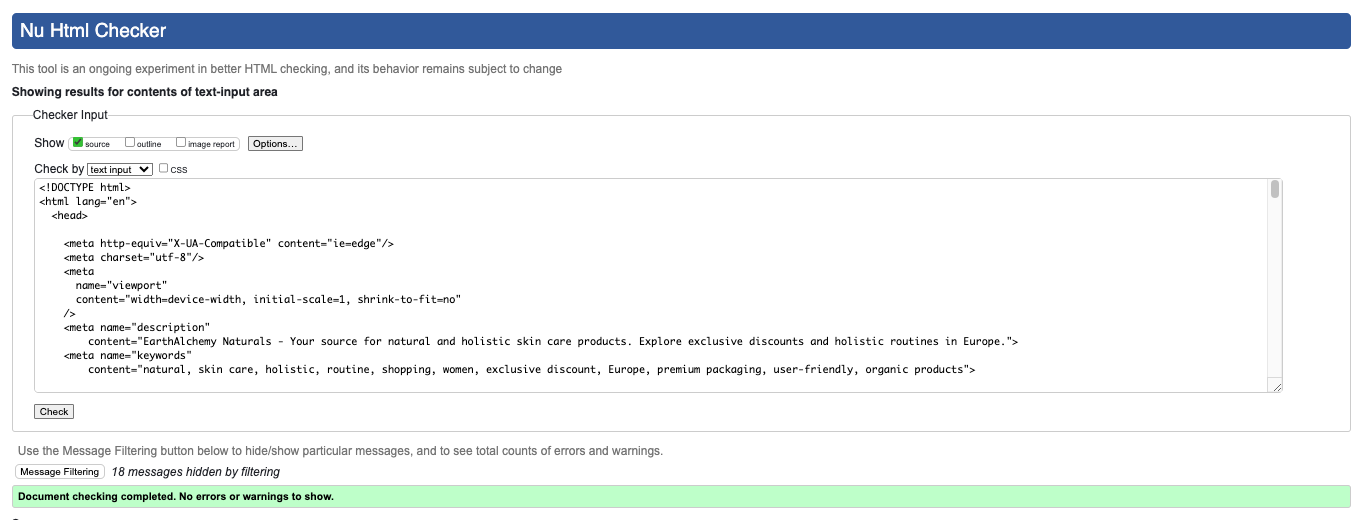 Nu Html Checker
This tool is an ongoing experiment in better HTML checking, and its behavior remains subject to change
Showing results for contents of text-input area
Checker Input
Show source outline image report Options...
Check by text input css
<!DOCTYPE html>
<html lang="en">
<head>
<meta http-equiv="X-UA-Compatible" content="ie=edge"/>
<meta charset="utf-8"/>
<meta
name="viewport"
content="width=device-width, initial-scale=1, shrink-to-fit=no"
/>
<meta name="description"
content="EarthAlchemy Naturals - Your source for natural and holistic skin care products. Explore exclusive discounts and holistic routines in Europe.">
<meta name="keywords"
content="natural, skin care, holistic, routine, shopping, women, exclusive discount, Europe, premium packaging, user-friendly, organic products">
Check
Use the Message Filtering button below to hide/show particular messages, and to see total counts of errors and warnings.
Message Filtering 18 messages hidden by filtering
Document checking completed. No errors or warnings to show.